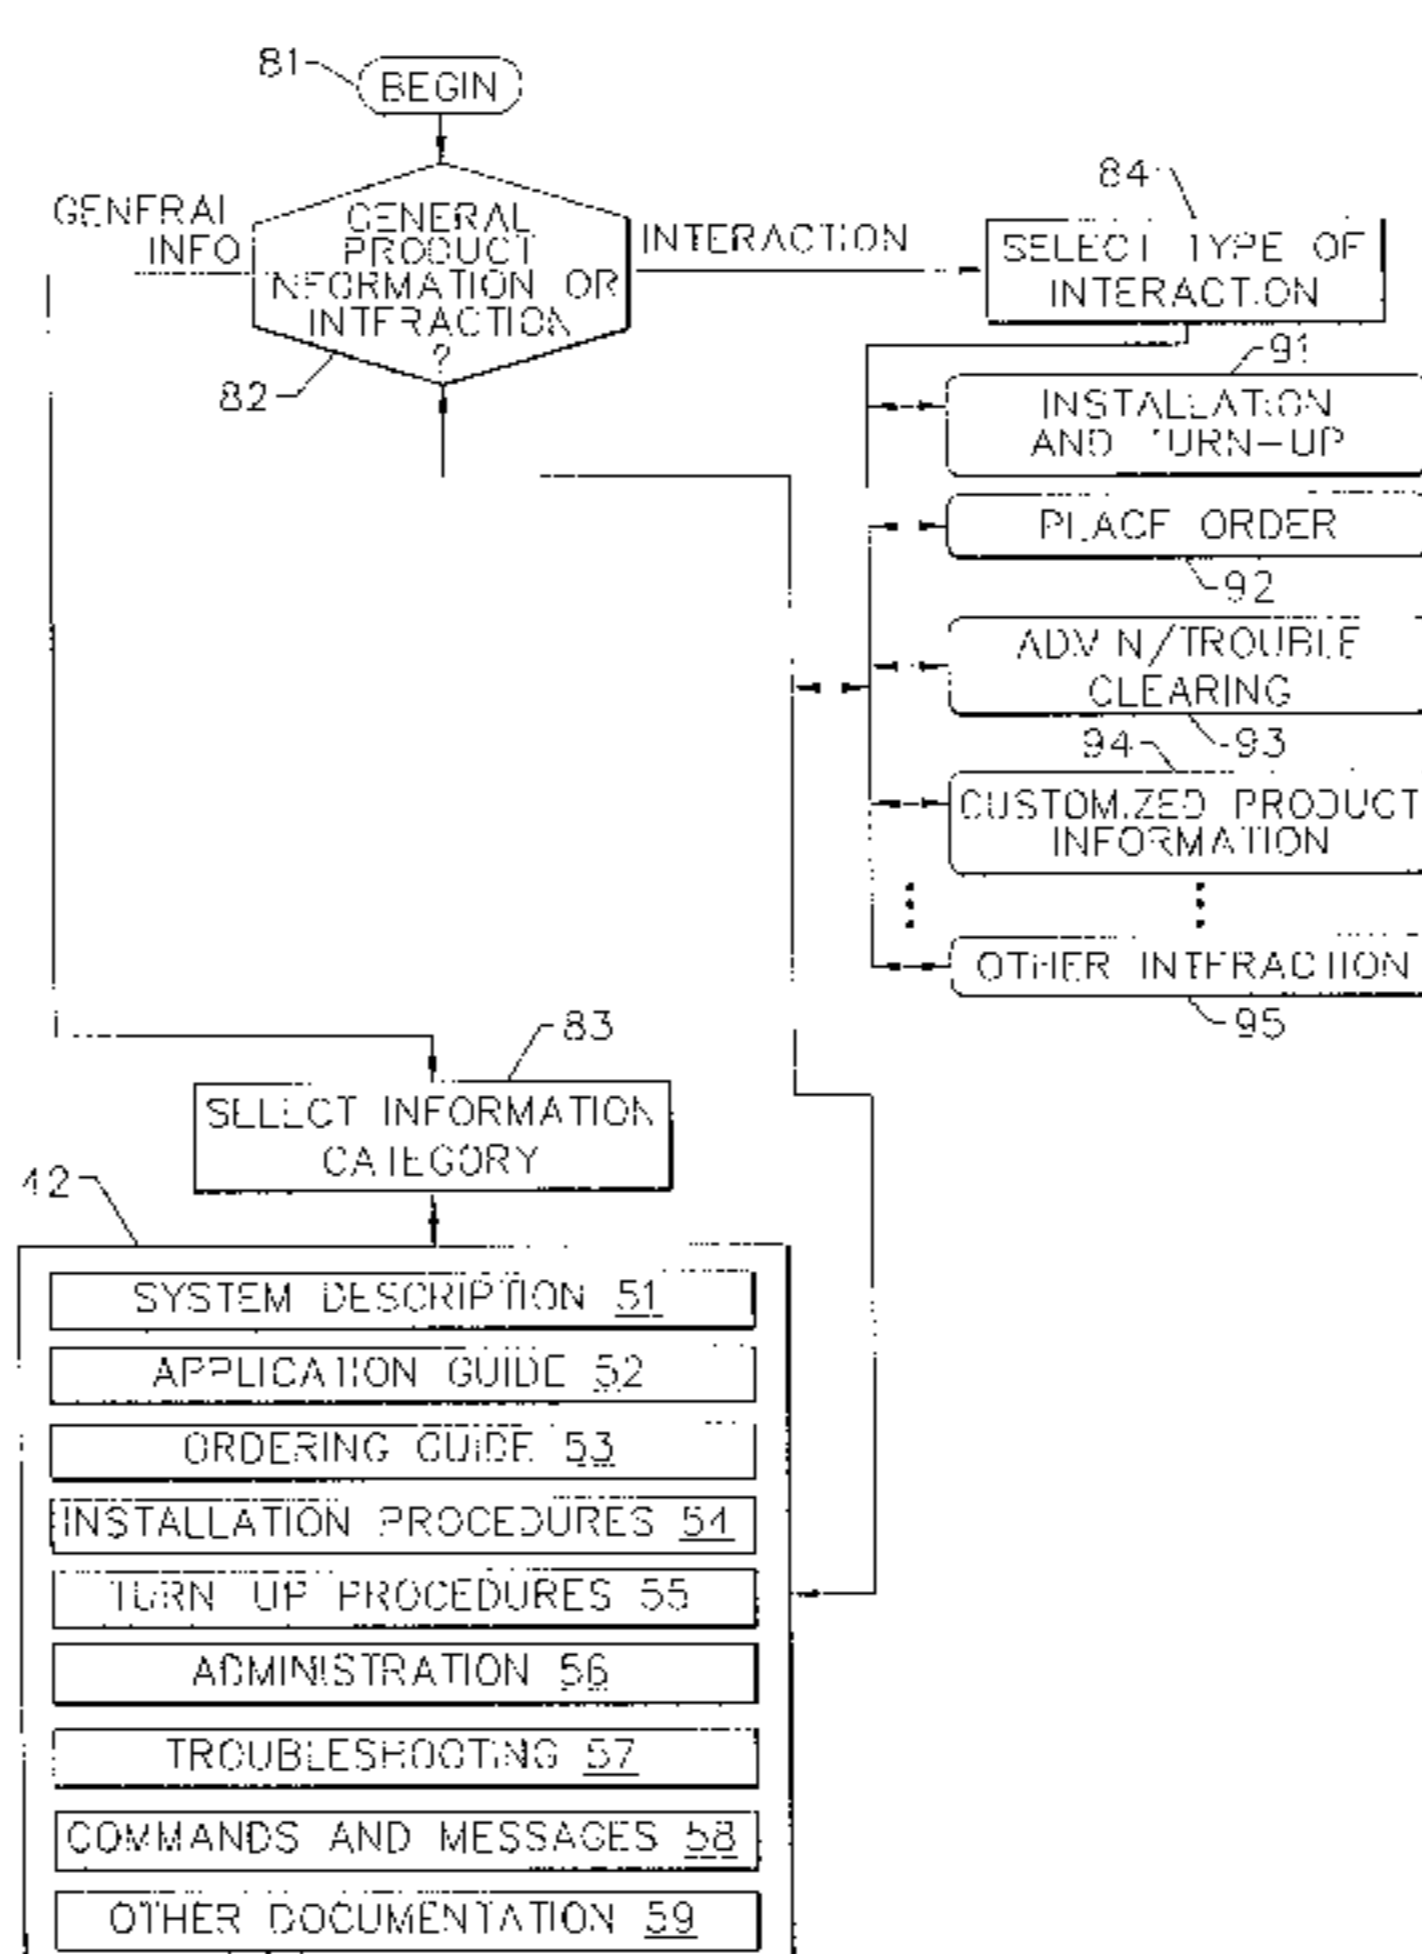 81
BEGIN
GENERAL
INFO
GENERAL
PRODUCT
INFORMATION OR
INTERACTION
?
82
INTERACTION
84
SELECT TYPE OF
INTERACTION
91
INSTALLATION
AND TURN-UP
PLACE ORDER
92
ADMIN/TROUBLE
CLEARING
93
94
CUSTOMIZED PRODUCT
INFORMATION
OTHER INTERACTION
95
83
SELECT INFORMATION
CATEGORY
42
SYSTEM DESCRIPTION 51
APPLICATION GUIDE 52
ORDERING GUIDE 53
INSTALLATION PROCEDURES 54
TURN UP PROCEDURES 55
ADMINISTRATION 56
TROUBLESHOOTING 57
COMMANDS AND MESSAGES 58
OTHER DOCUMENTATION 59